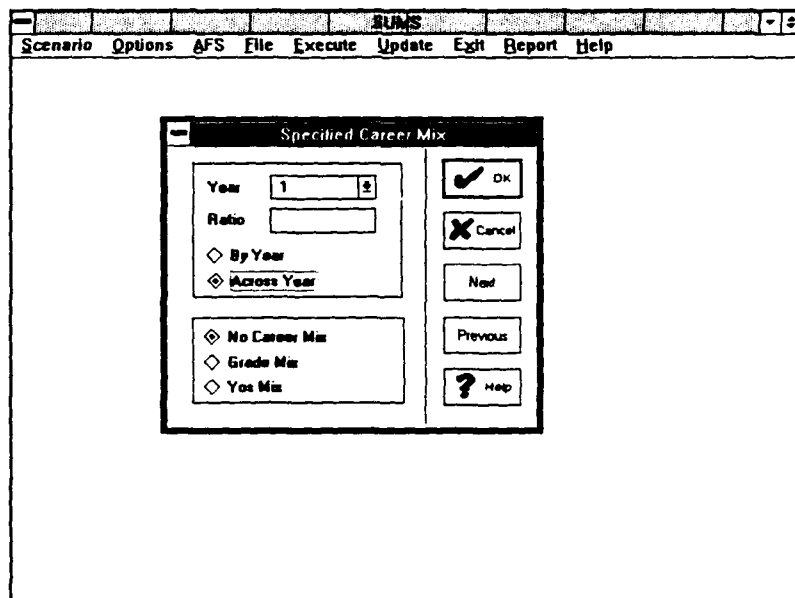 SUMS
Scenario Options AFS File Execute Update Exit Report Help
Specified Career Mix
Year 1
Ratio
By Year
Across Year
No Career Mix
Grade Mix
Yos Mix
OK
Cancel
Next
Previous
Help